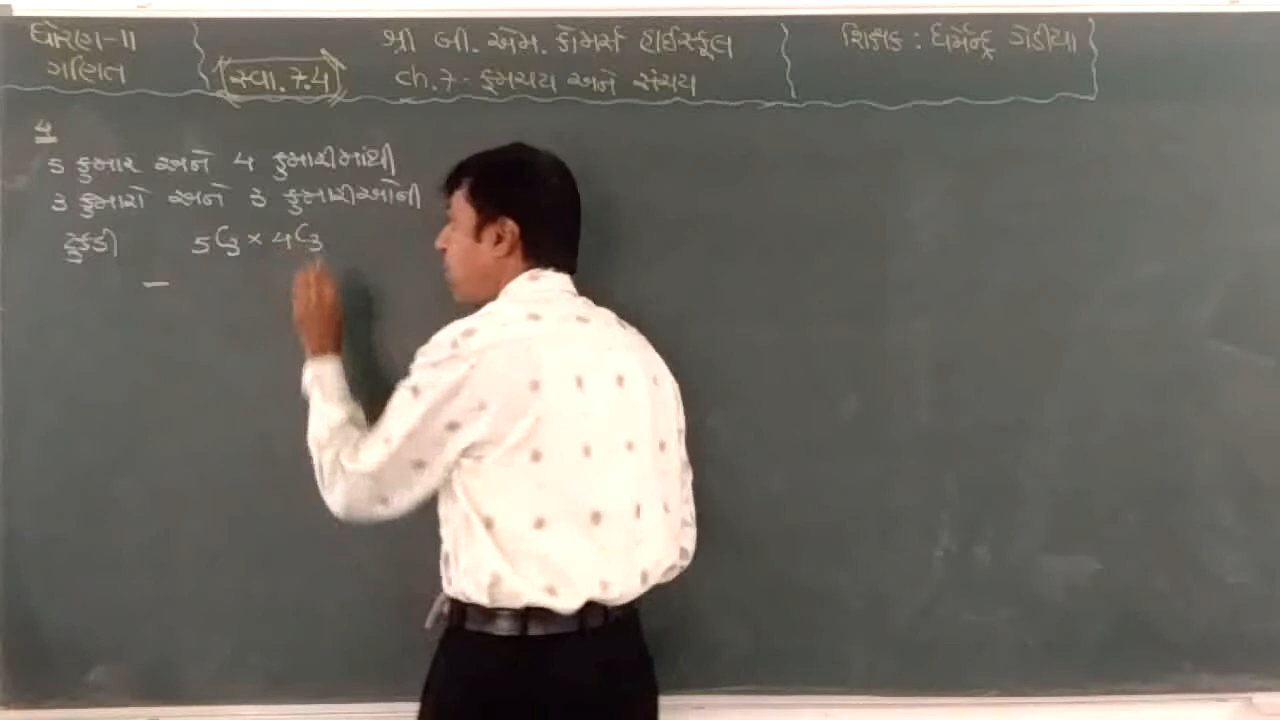 ધોરણ-11
ગણિત
સ્વા. 7.4
શ્રી બી. એમ. કોમર્સ હાઈસ્કૂલ
ch. 7 - ક્રમચય અને સંચય
શિક્ષક : ધર્મેન્દ્ર ગેડીયા
4
5 કુમાર અને 4 કુમારીમાંથી
3 કુમારો અને 3 કુમારીઓની
ટુકડી 5C3 × 4C3